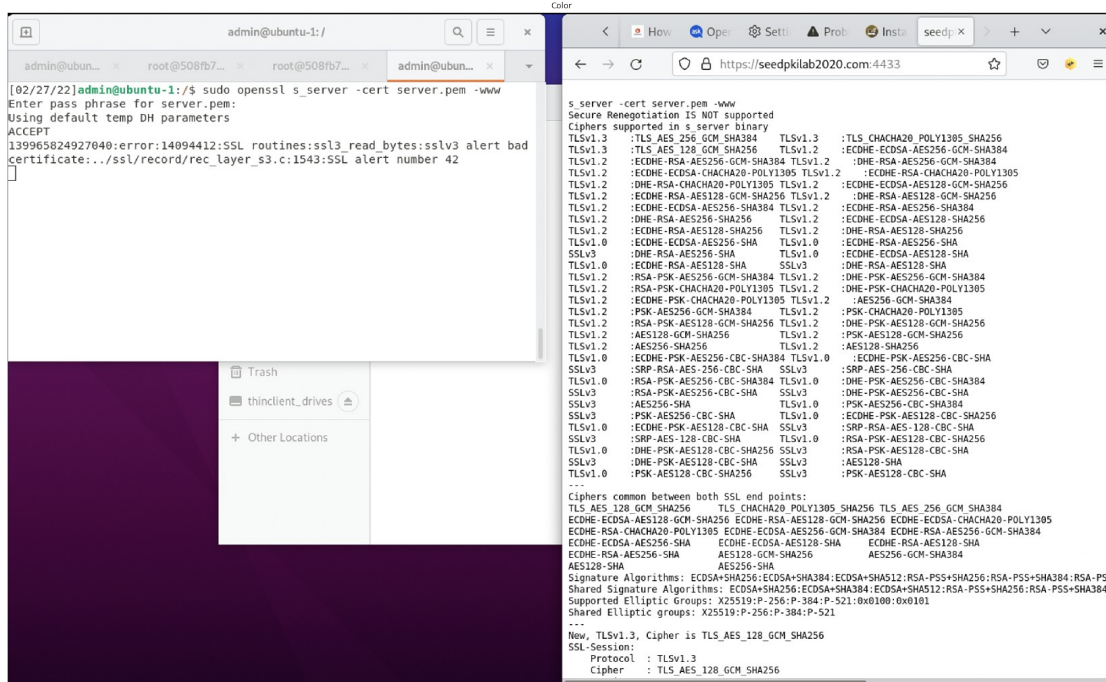 Color
admin@ubuntu-1: /
admin@ubun...
root@508fb7...
root@508fb7...
admin@ubun...
[02/27/22]admin@ubuntu-1:/$ sudo openssl s_server -cert server.pem -www
Enter pass phrase for server.pem:
Using default temp DH parameters
ACCEPT
139965824927040:error:14094412:SSL routines:ssl3_read_bytes:sslv3 alert bad
certificate:../ssl/record/rec_layer_s3.c:1543:SSL alert number 42
Trash
thinclient_drives
+ Other Locations
How
Oper
Setti
Prob
Insta
seedp
https://seedpkilab2020.com:4433
s_server -cert server.pem -www
Secure Renegotiation IS NOT supported
Ciphers supported in s_server binary
TLSv1.3 :TLS_AES_256_GCM_SHA384 TLSv1.3 :TLS_CHACHA20_POLY1305_SHA256
TLSv1.3 :TLS_AES_128_GCM_SHA256 TLSv1.2 :ECDHE-ECDSA-AES256-GCM-SHA384
TLSv1.2 :ECDHE-RSA-AES256-GCM-SHA384 TLSv1.2 :DHE-RSA-AES256-GCM-SHA384
TLSv1.2 :ECDHE-ECDSA-CHACHA20-POLY1305 TLSv1.2 :ECDHE-RSA-CHACHA20-POLY1305
TLSv1.2 :DHE-RSA-CHACHA20-POLY1305 TLSv1.2 :ECDHE-ECDSA-AES128-GCM-SHA256
TLSv1.2 :ECDHE-RSA-AES128-GCM-SHA256 TLSv1.2 :DHE-RSA-AES128-GCM-SHA256
TLSv1.2 :ECDHE-ECDSA-AES256-SHA384 TLSv1.2 :ECDHE-RSA-AES256-SHA384
TLSv1.2 :DHE-RSA-AES256-SHA256 TLSv1.2 :ECDHE-ECDSA-AES128-SHA256
TLSv1.2 :ECDHE-RSA-AES128-SHA256 TLSv1.2 :DHE-RSA-AES128-SHA256
TLSv1.0 :ECDHE-ECDSA-AES256-SHA TLSv1.0 :ECDHE-RSA-AES256-SHA
SSLv3 :DHE-RSA-AES256-SHA TLSv1.0 :ECDHE-ECDSA-AES128-SHA
TLSv1.0 :ECDHE-RSA-AES128-SHA SSLv3 :DHE-RSA-AES128-SHA
TLSv1.2 :RSA-PSK-AES256-GCM-SHA384 TLSv1.2 :DHE-PSK-AES256-GCM-SHA384
TLSv1.2 :RSA-PSK-CHACHA20-POLY1305 TLSv1.2 :DHE-PSK-CHACHA20-POLY1305
TLSv1.2 :ECDHE-PSK-CHACHA20-POLY1305 TLSv1.2 :AES256-GCM-SHA384
TLSv1.2 :PSK-AES256-GCM-SHA384 TLSv1.2 :PSK-CHACHA20-POLY1305
TLSv1.2 :RSA-PSK-AES128-GCM-SHA256 TLSv1.2 :DHE-PSK-AES128-GCM-SHA256
TLSv1.2 :AES128-GCM-SHA256 TLSv1.2 :PSK-AES128-GCM-SHA256
TLSv1.2 :AES256-SHA256 TLSv1.2 :AES128-SHA256
TLSv1.0 :ECDHE-PSK-AES256-CBC-SHA384 TLSv1.0 :ECDHE-PSK-AES256-CBC-SHA
SSLv3 :SRP-RSA-AES-256-CBC-SHA SSLv3 :SRP-AES-256-CBC-SHA
TLSv1.0 :RSA-PSK-AES256-CBC-SHA384 TLSv1.0 :DHE-PSK-AES256-CBC-SHA384
SSLv3 :RSA-PSK-AES256-CBC-SHA SSLv3 :DHE-PSK-AES256-CBC-SHA
SSLv3 :AES256-SHA TLSv1.0 :PSK-AES256-CBC-SHA384
SSLv3 :PSK-AES256-CBC-SHA TLSv1.0 :ECDHE-PSK-AES128-CBC-SHA256
TLSv1.0 :ECDHE-PSK-AES128-CBC-SHA SSLv3 :SRP-RSA-AES-128-CBC-SHA
SSLv3 :SRP-AES-128-CBC-SHA TLSv1.0 :RSA-PSK-AES128-CBC-SHA256
TLSv1.0 :DHE-PSK-AES128-CBC-SHA256 SSLv3 :RSA-PSK-AES128-CBC-SHA
SSLv3 :DHE-PSK-AES128-CBC-SHA SSLv3 :AES128-SHA
TLSv1.0 :PSK-AES128-CBC-SHA256 SSLv3 :PSK-AES128-CBC-SHA
---
Ciphers common between both SSL end points:
TLS_AES_128_GCM_SHA256 TLS_CHACHA20_POLY1305_SHA256 TLS_AES_256_GCM_SHA384
ECDHE-ECDSA-AES128-GCM-SHA256 ECDHE-RSA-AES128-GCM-SHA256 ECDHE-ECDSA-CHACHA20-POLY1305
ECDHE-RSA-CHACHA20-POLY1305 ECDHE-ECDSA-AES256-GCM-SHA384 ECDHE-RSA-AES256-GCM-SHA384
ECDHE-ECDSA-AES256-SHA ECDHE-ECDSA-AES128-SHA ECDHE-RSA-AES128-SHA
ECDHE-RSA-AES256-SHA AES128-GCM-SHA256 AES256-GCM-SHA384
AES128-SHA AES256-SHA
Signature Algorithms: ECDSA+SHA256:ECDSA+SHA384:ECDSA+SHA512:RSA-PSS+SHA256:RSA-PSS+SHA384:RSA-PS
Shared Signature Algorithms: ECDSA+SHA256:ECDSA+SHA384:ECDSA+SHA512:RSA-PSS+SHA256:RSA-PSS+SHA384
Supported Elliptic Groups: X25519:P-256:P-384:P-521:0x0100:0x0101
Shared Elliptic groups: X25519:P-256:P-384:P-521
---
New, TLSv1.3, Cipher is TLS_AES_128_GCM_SHA256
SSL-Session:
Protocol : TLSv1.3
Cipher : TLS_AES_128_GCM_SHA256